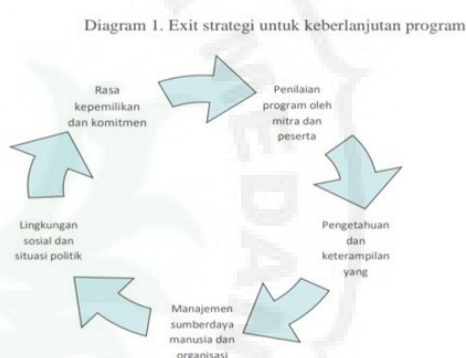 Diagram 1. Exit strategi untuk keberlanjutan program
Rasa
kepemilikan
dan komitmen
Penilaian
program oleh
mitra dan
peserta
Pengetahuan
dan
keterampilan
yang
Manajemen
sumberdaya
manusia dan
organisasi
Lingkungan
sosial dan
situasi politik